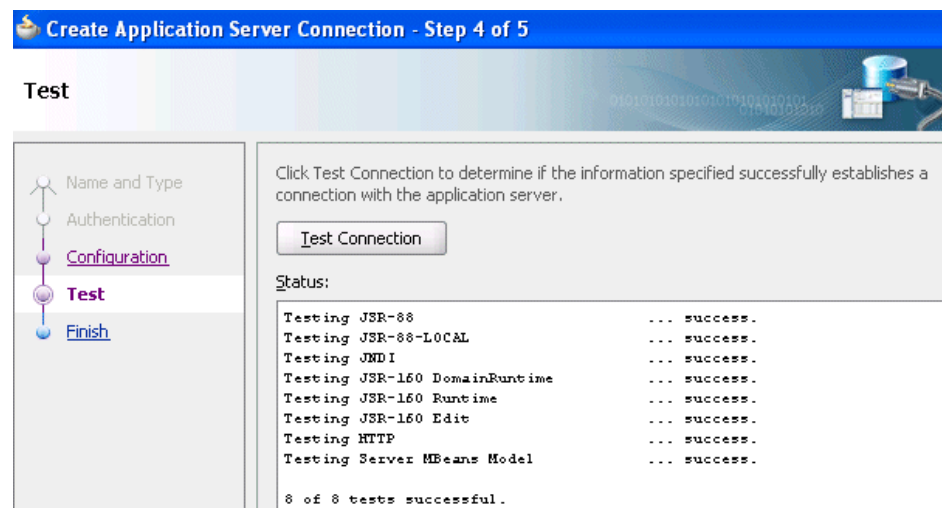 Create Application Server Connection - Step 4 of 5
Test
Name and Type
Authentication
Configuration
Test
Finish
Click Test Connection to determine if the information specified successfully establishes a
connection with the application server.
Test Connection
Status:
Testing JSR-88 ... success.
Testing JSR-88-LOCAL ... success.
Testing JNDI ... success.
Testing JSR-160 DomainRuntime ... success.
Testing JSR-160 Runtime ... success.
Testing JSR-160 Edit ... success.
Testing HTTP ... success.
Testing Server MBeans Model ... success.
8 of 8 tests successful.